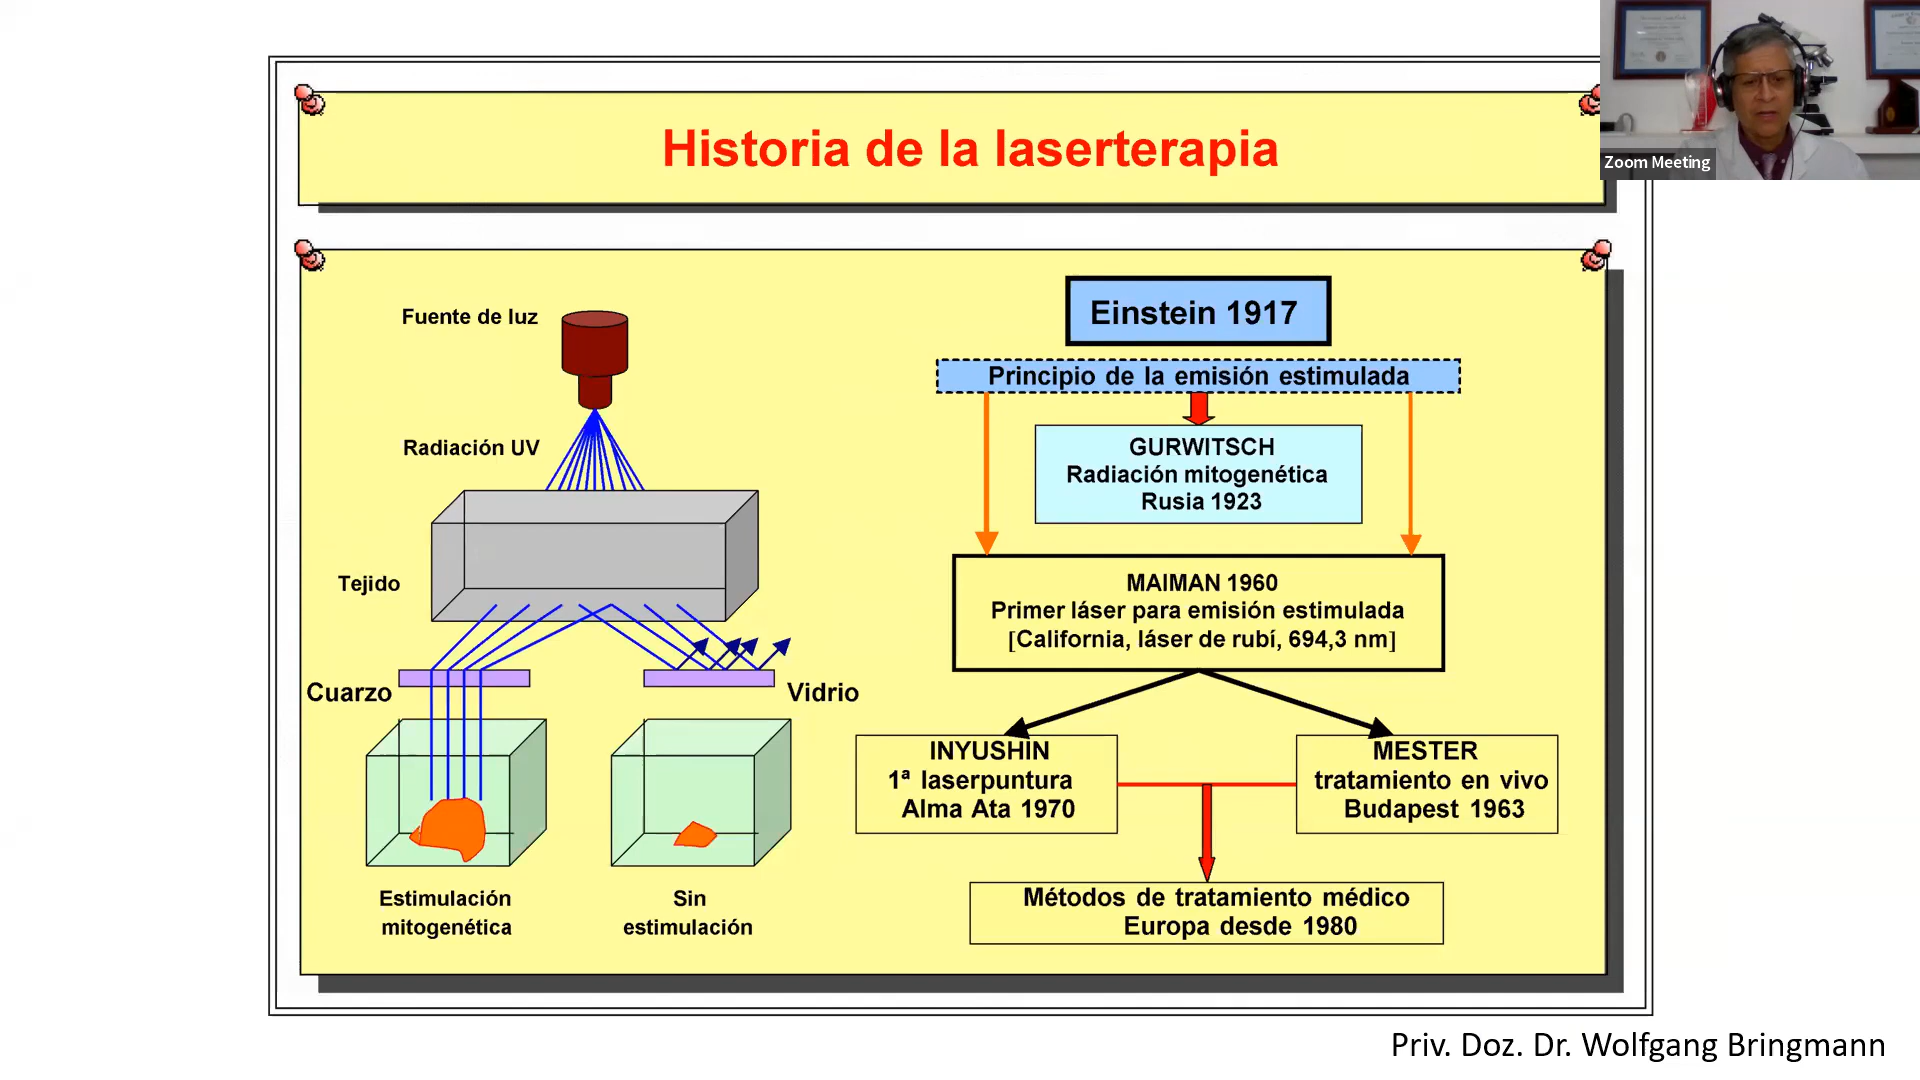 Historia de la laserterapia
Zoom Meeting
Fuente de luz
Radiación UV
Tejido
Cuarzo
Vidrio
Estimulación
mitogenética
Sin
estimulación
Einstein 1917
Principio de la emisión estimulada
GURWITSCH
Radiación mitogenética
Rusia 1923
MAIMAN 1960
Primer láser para emisión estimulada
[California, láser de rubí, 694,3 nm]
INYUSHIN
1ª laserpuntura
Alma Ata 1970
MESTER
tratamiento en vivo
Budapest 1963
Métodos de tratamiento médico
Europa desde 1980
Priv. Doz. Dr. Wolfgang Bringmann